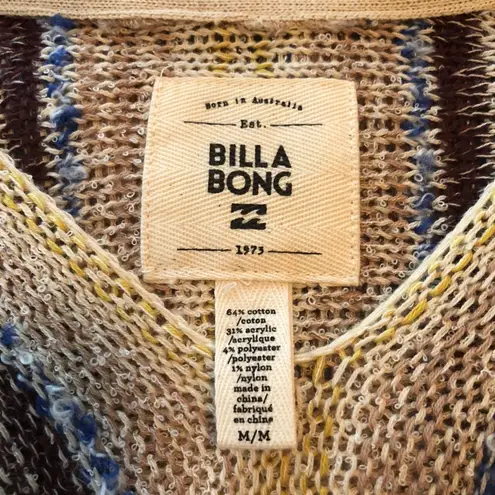 Born in Australia
Est.
BILLA
BONG
1973
64% cotton
/coton
31% acrylic
/acrylique
4% polyester
/polyester
1% nylon
/nylon
made in
china/
fabriqué
en chine
M/M